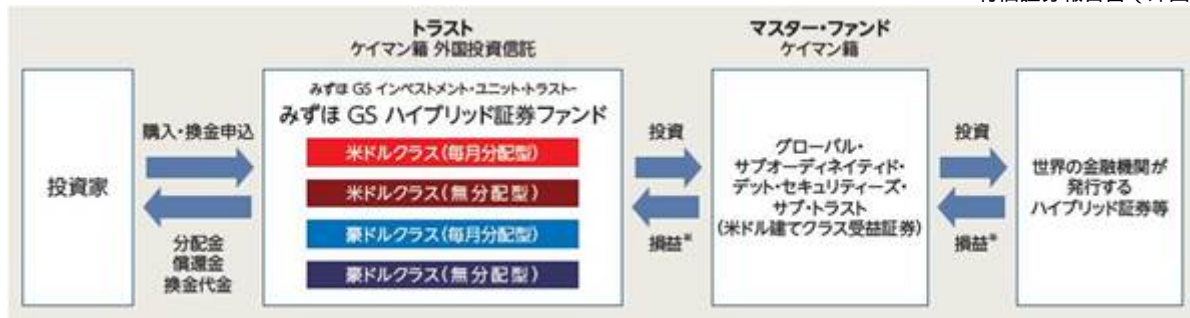 トラスト
ケイマン籍 外国投資信託
マスター・ファンド
ケイマン籍
投資家
購入・換金申込
分配金
償還金
換金代金
みずほ GS インベストメント・ユニット・トラスト-
みずほ GS ハイブリッド証券ファンド
米ドルクラス(毎月分配型)
米ドルクラス(無分配型)
豪ドルクラス(毎月分配型)
豪ドルクラス(無分配型)
投資
損益※
グローバル・
サブオーディネイティド・
デット・セキュリティーズ・
サブ・トラスト
(米ドル建てクラス受益証券)
投資
損益※
世界の金融機関が
発行する
ハイブリッド証券等